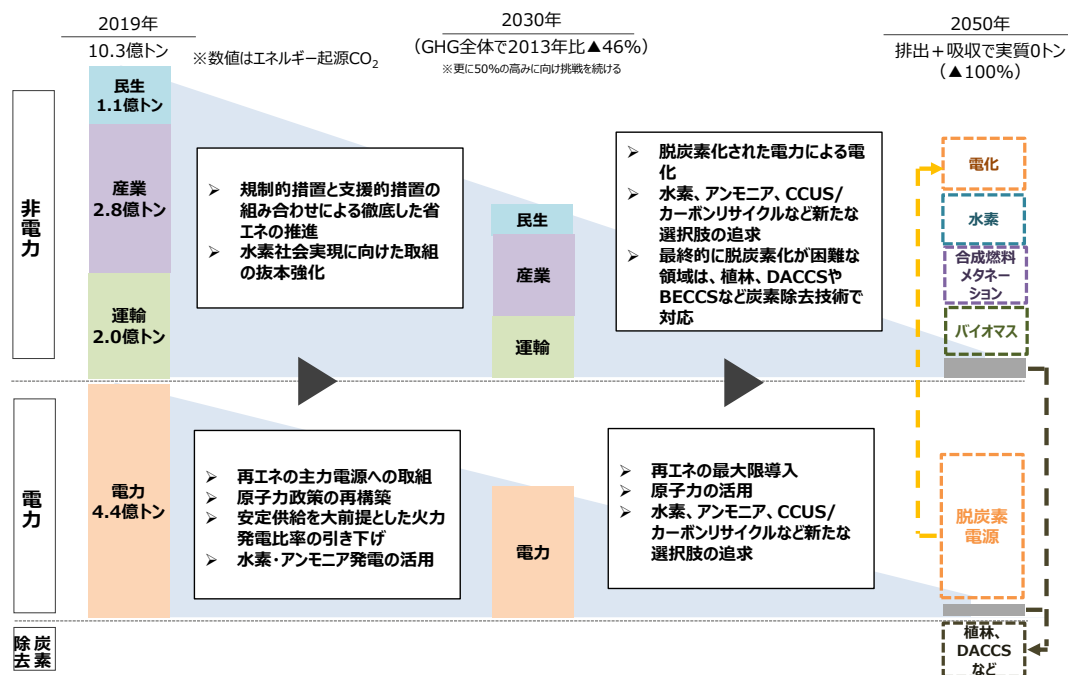 2019年
10.3億トン
※数値はエネルギー起源CO2
2030年
(GHG全体で2013年比▲46%)
※更に50%の高みに向け挑戦を続ける
2050年
排出+吸収で実質0トン
(▲100%)
非電力
民生
1.1億トン
産業
2.8億トン
運輸
2.0億トン
➢ 規制的措置と支援的措置の
組み合わせによる徹底した省
エネの推進
➢ 水素社会実現に向けた取組
の抜本強化
民生
産業
運輸
➢ 脱炭素化された電力による電
化
➢ 水素、アンモニア、CCUS/
カーボンリサイクルなど新たな
選択肢の追求
➢ 最終的に脱炭素化が困難な
領域は、植林、DACCSや
BECCSなど炭素除去技術で
対応
電化
水素
合成燃料
メタネー
ション
バイオマス
電力
電力
4.4億トン
➢ 再エネの主力電源への取組
➢ 原子力政策の再構築
➢ 安定供給を大前提とした火力
発電比率の引き下げ
➢ 水素・アンモニア発電の活用
電力
➢ 再エネの最大限導入
➢ 原子力の活用
➢ 水素、アンモニア、CCUS/
カーボンリサイクルなど新たな
選択肢の追求
脱炭素
電源
炭素
除去
植林、
DACCS
など